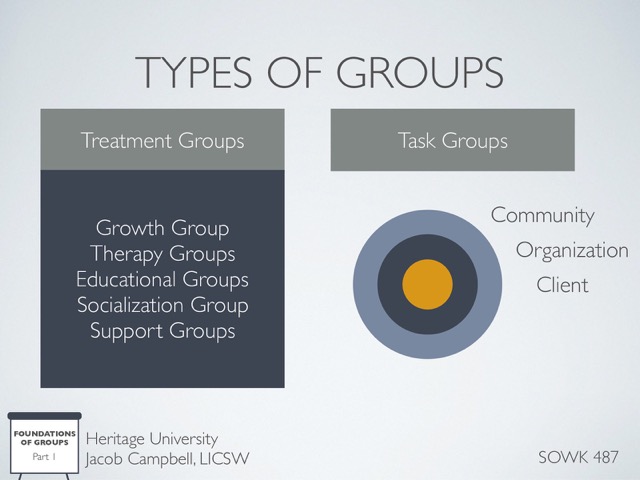 TYPES OF GROUPS
Treatment Groups
Growth Group
Therapy Groups
Educational Groups
Socialization Group
Support Groups
Task Groups
Community
Organization
Client
FOUNDATIONS
OF GROUPS
Part 1
Heritage University
Jacob Campbell, LICSW
SOWK 487